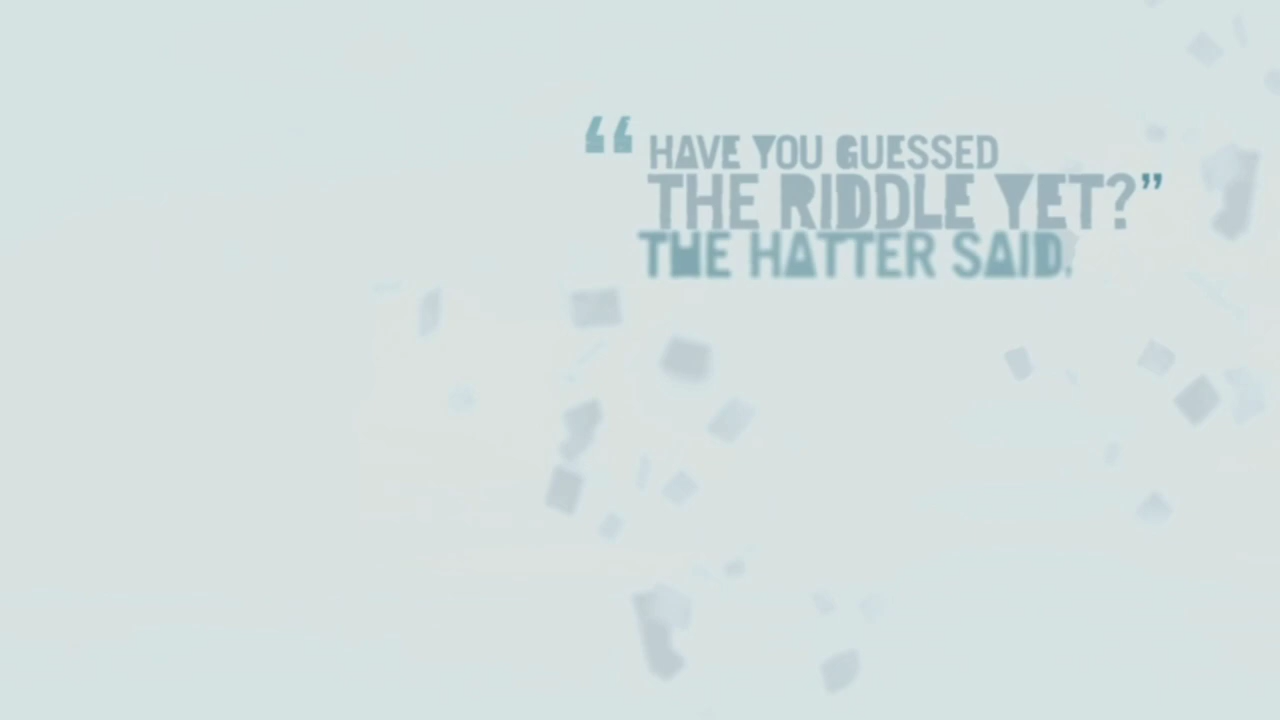 “ HAVE YOU GUESSED
THE RIDDLE YET?”
THE HATTER SAID.